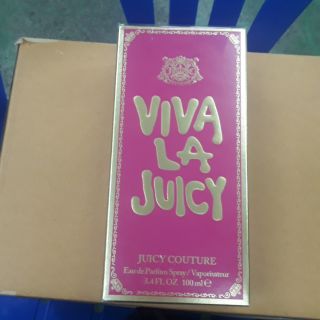 VIVA
LA
JUICY
JUICY COUTURE
Eau de Parfum Spray / Vaporisateur
3.4 FL OZ 100 ml ℮